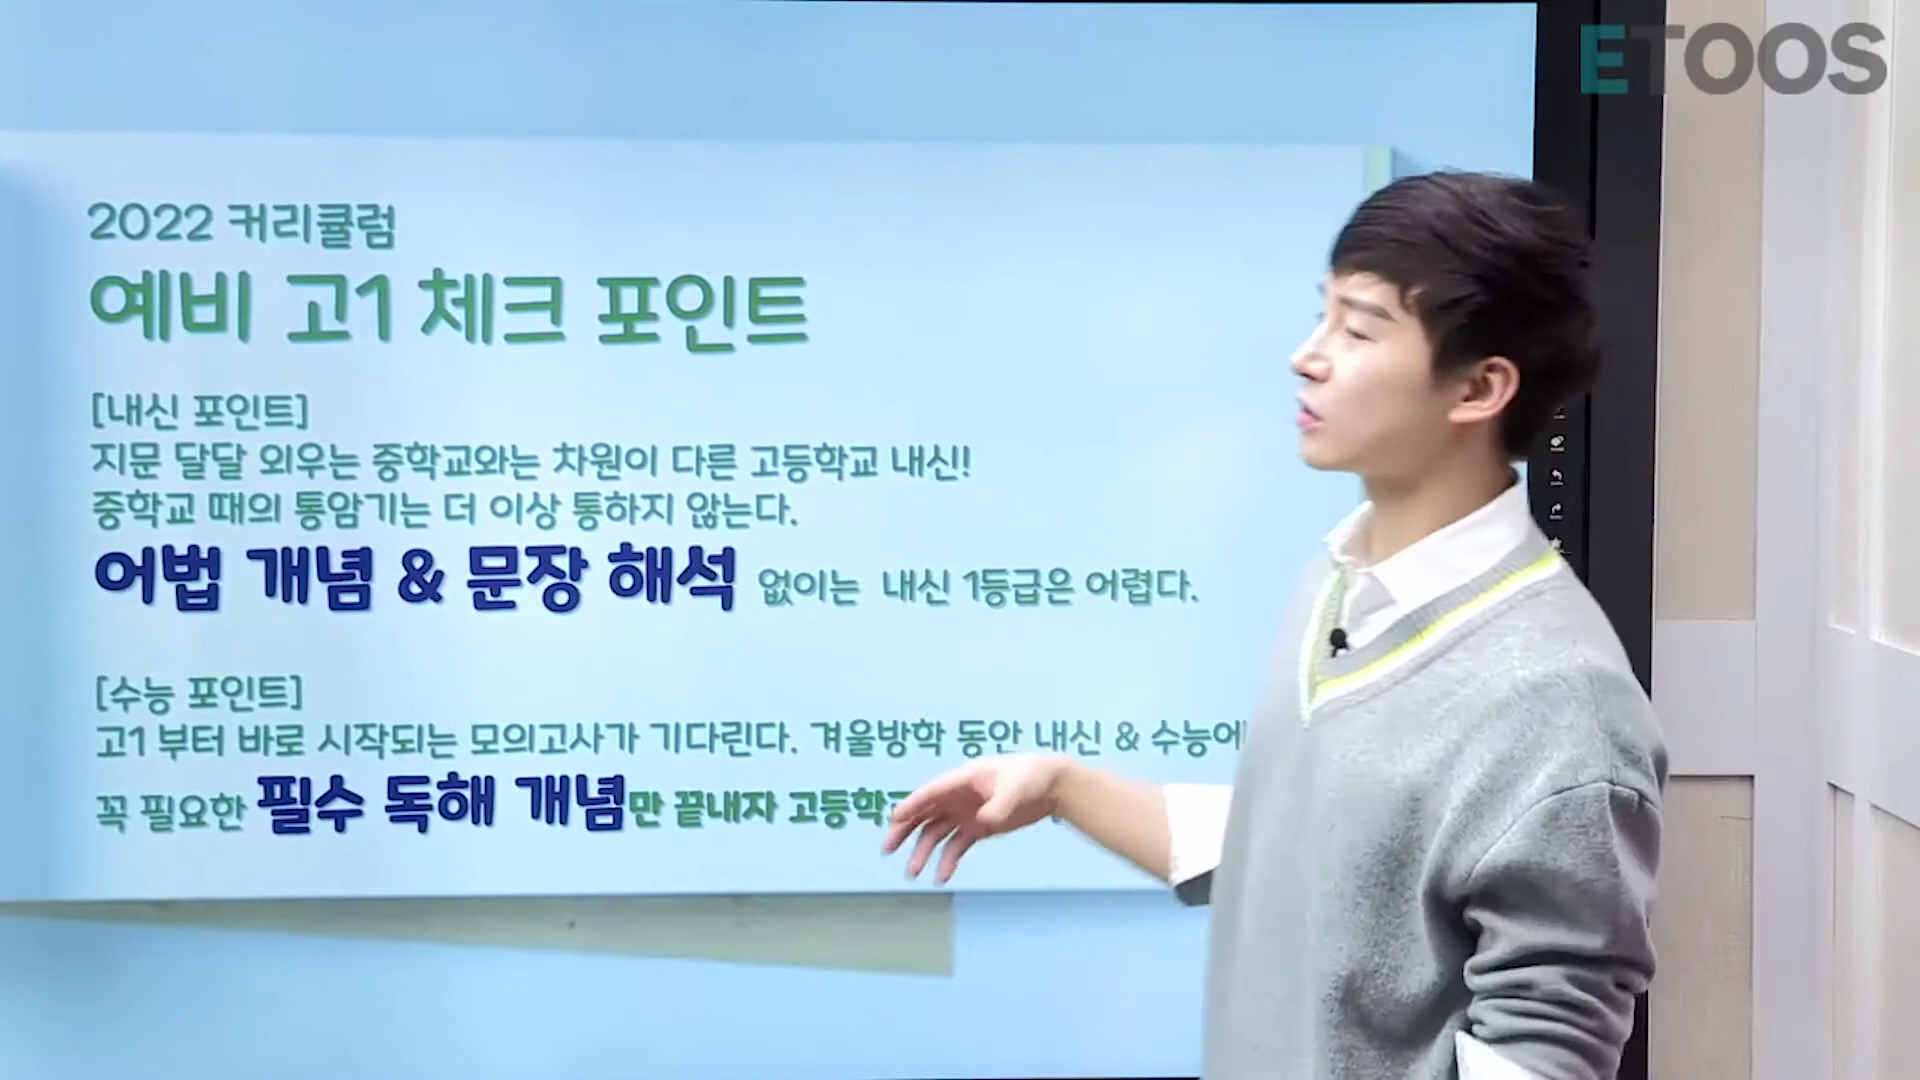 ETOOS
2022 커리큘럼
예비 고1 체크 포인트
[내신 포인트]
지문 달달 외우는 중학교와는 차원이 다른 고등학교 내신!
중학교 때의 통암기는 더 이상 통하지 않는다.
어법 개념 & 문장 해석 없이는 내신 1등급은 어렵다.
[수능 포인트]
고1 부터 바로 시작되는 모의고사가 기다린다. 겨울방학 동안 내신 & 수능에
꼭 필요한 필수 독해 개념만 끝내자